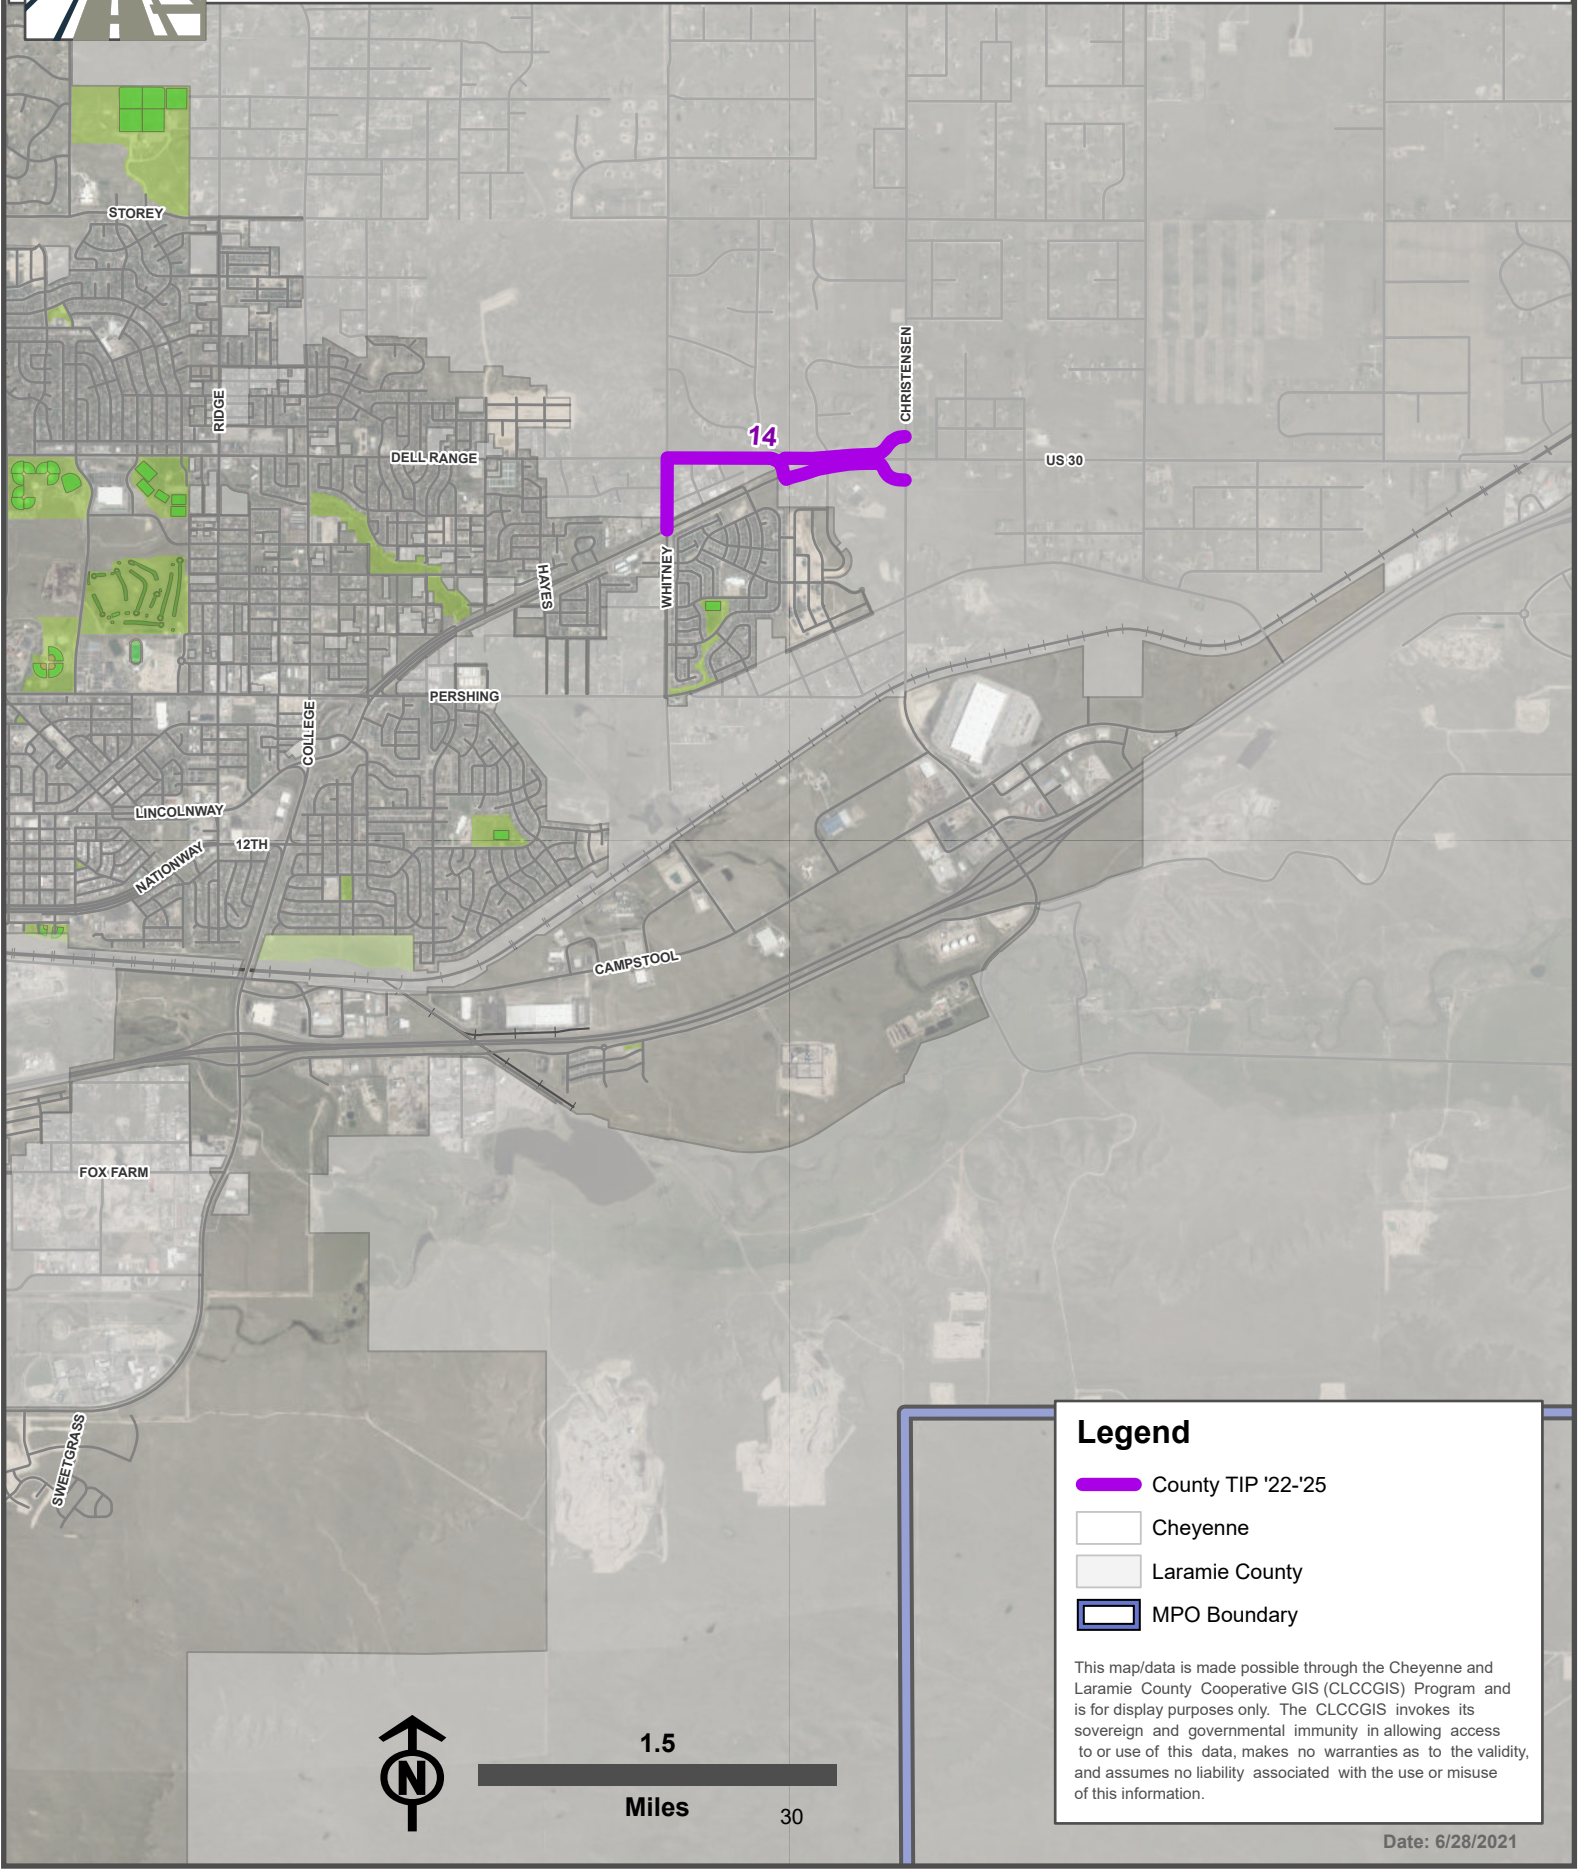 STOREY
CHRISTENSEN
RIDGE
14
DELL RANGE
US 30
HAYES
WHITNEY
PERSHING
COLLEGE
LINCOLNWAY
12TH
NATIONWAY
CAMPSTOOL
FOX FARM
SWEETGRASS
Legend
County TIP '22-'25
Cheyenne
Laramie County
MPO Boundary
This map/data is made possible through the Cheyenne and
Laramie County Cooperative GIS (CLCCGIS) Program and
is for display purposes only. The CLCCGIS invokes its
sovereign and governmental immunity in allowing access
to or use of this data, makes no warranties as to the validity,
and assumes no liability associated with the use or misuse
of this information.
N
1.5
Miles
30
Date: 6/28/2021